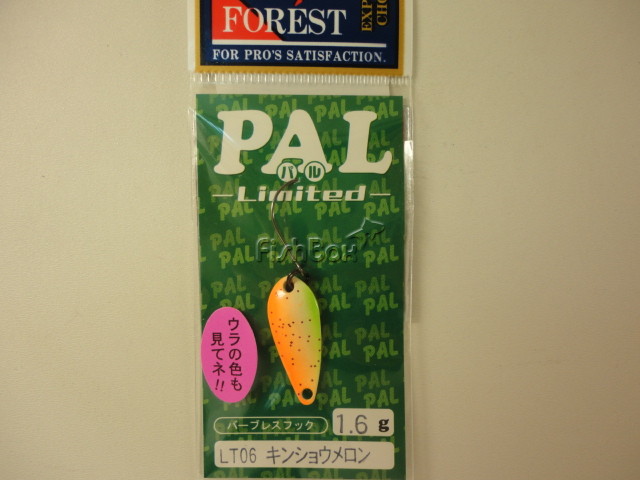 FOREST
FOR PRO'S SATISFACTION.
PAL
パル
Limited
FishBox
ウラの色も
見てネ!!
バーブレスフック
1.6 g
LT06 キンショウメロン